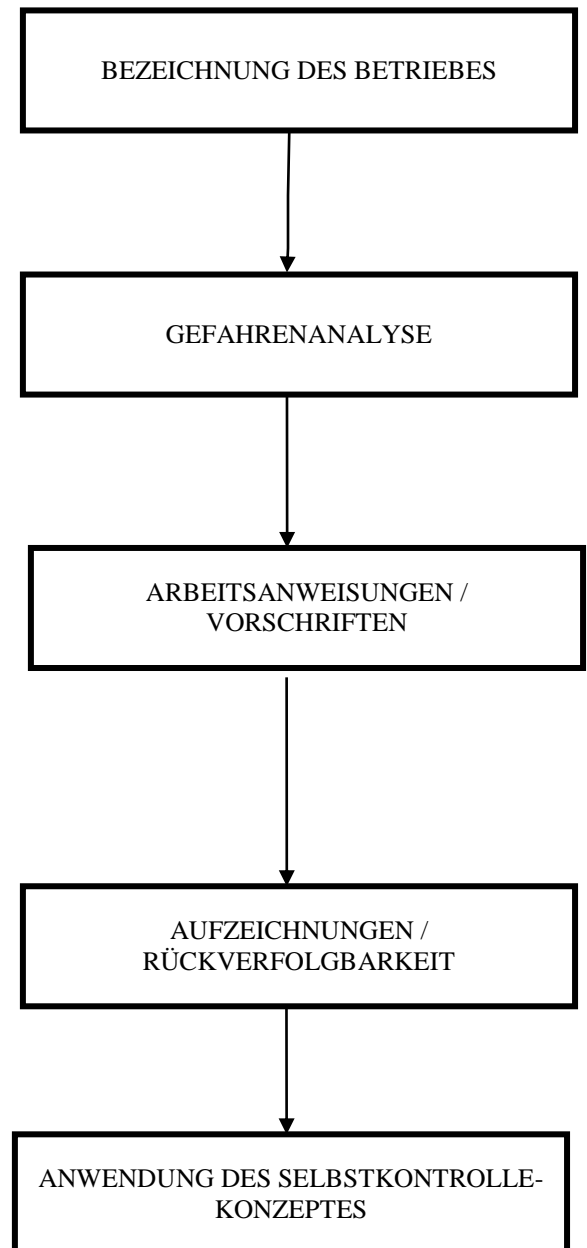 BEZEICHNUNG DES BETRIEBES
GEFAHRENANALYSE
ARBEITSANWEISUNGEN /
VORSCHRIFTEN
AUFZEICHNUNGEN /
RÜCKVERFOLGBARKEIT
ANWENDUNG DES SELBSTKONTROLLE-
KONZEPTES